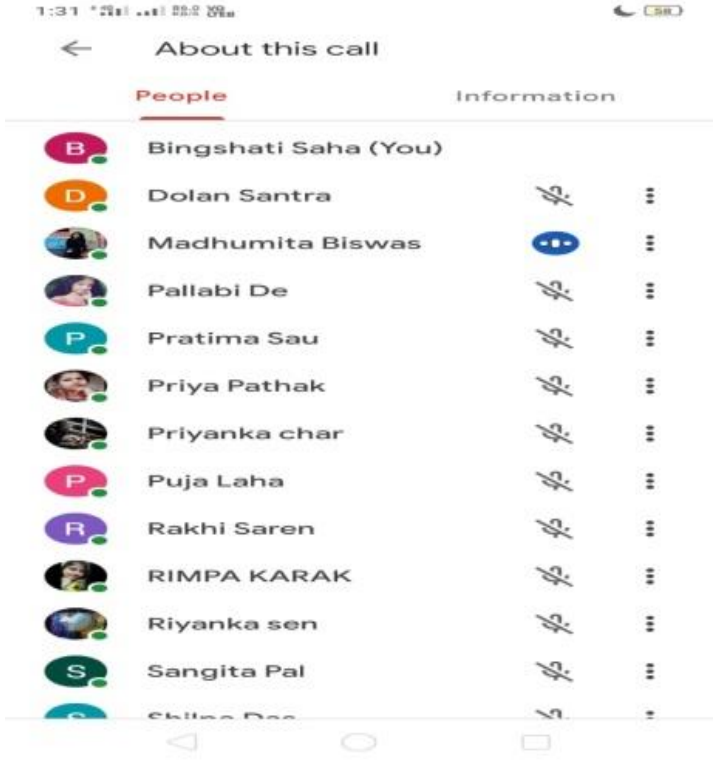 1:31
58
About this call
People Information
B Bingshati Saha (You)
D Dolan Santra
Madhumita Biswas
Pallabi De
P Pratima Sau
Priya Pathak
Priyanka char
P Puja Laha
R Rakhi Saren
RIMPA KARAK
Riyanka sen
S Sangita Pal